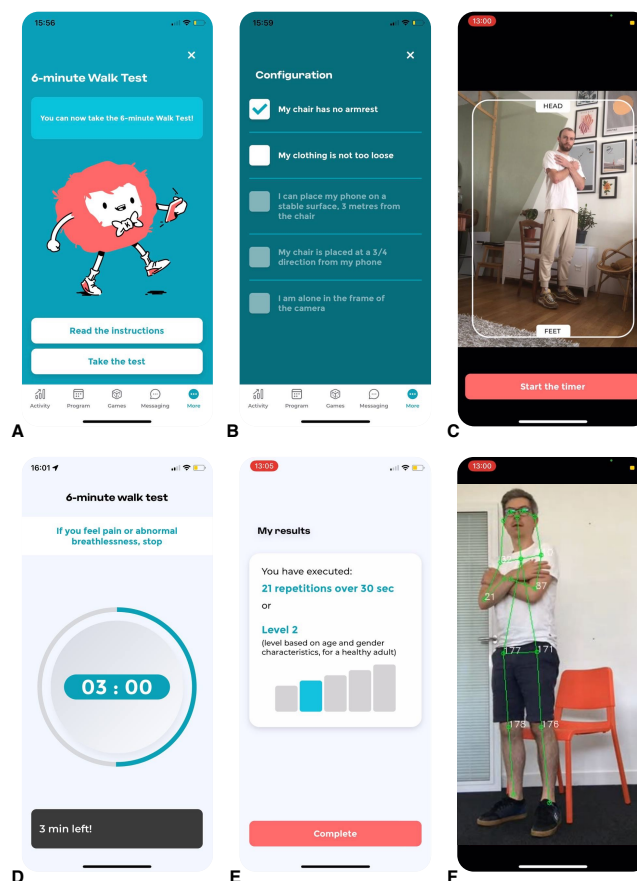 15:56
6-minute Walk Test
You can now take the 6-minute Walk Test!
Read the instructions
Take the test
Activity Program Games Messaging More
A
15:59
Configuration
My chair has no armrest
My clothing is not too loose
I can place my phone on a
stable surface, 3 metres from
the chair
My chair is placed at a 3/4
direction from my phone
I am alone in the frame of
the camera
Activity Program Games Messaging More
B
13:00
HEAD
FEET
Start the timer
C
16:01
6-minute walk test
If you feel pain or abnormal
breathlessness, stop
03 : 00
3 min left!
D
13:05
My results
You have executed:
21 repetitions over 30 sec
or
Level 2
(level based on age and gender
characteristics, for a healthy adult)
Complete
E
13:00
21 37
177 171
178 176
F